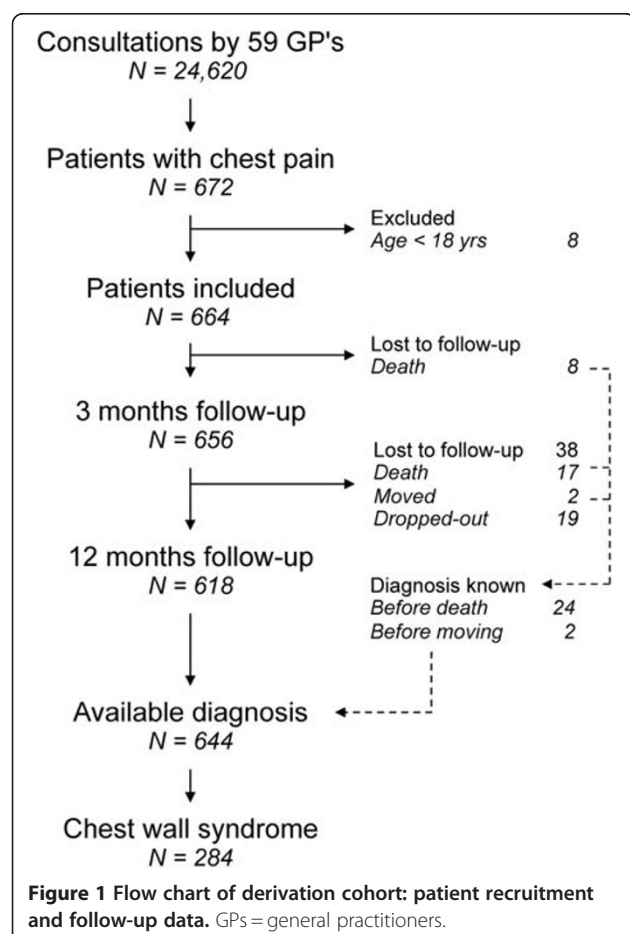 Consultations by 59 GP's
N = 24,620
Patients with chest pain
N = 672
Excluded
Age < 18 yrs 8
Patients included
N = 664
Lost to follow-up
Death 8
3 months follow-up
N = 656
Lost to follow-up 38
Death 17
Moved 2
Dropped-out 19
12 months follow-up
N = 618
Diagnosis known
Before death 24
Before moving 2
Available diagnosis
N = 644
Chest wall syndrome
N = 284
Figure 1 Flow chart of derivation cohort: patient recruitment
and follow-up data. GPs = general practitioners.